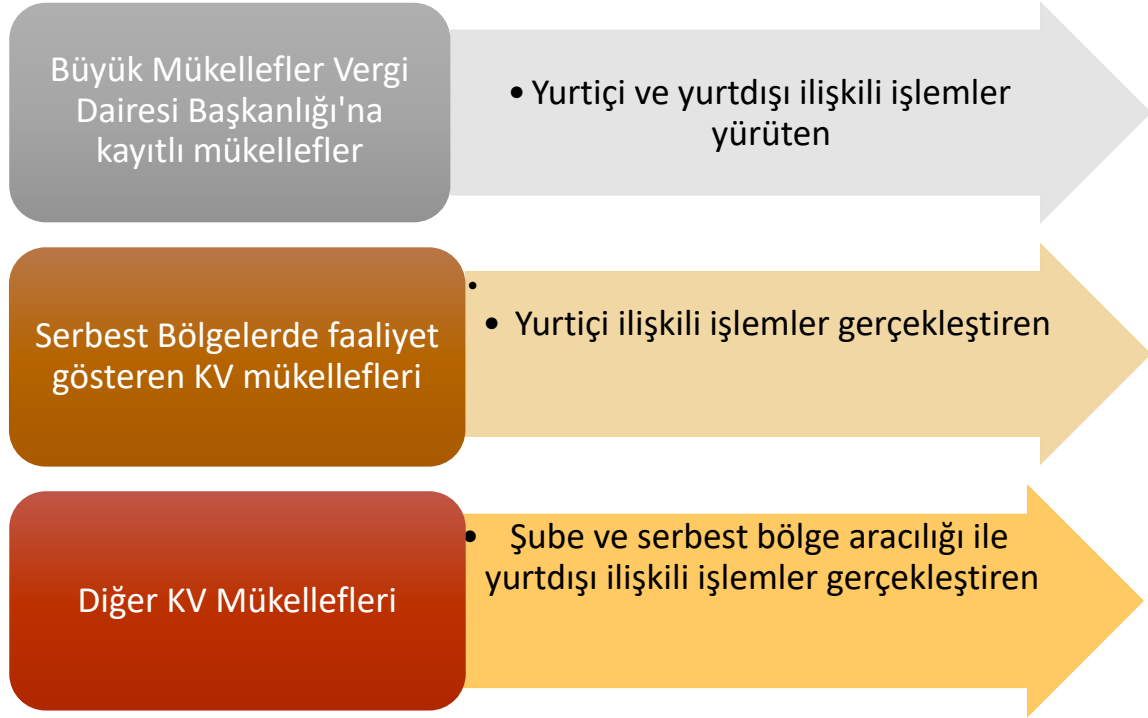 Büyük Mükellefler Vergi
Dairesi Başkanlığı'na
kayıtlı mükellefler
• Yurtiçi ve yurtdışı ilişkili işlemler
yürüten
Serbest Bölgelerde faaliyet
gösteren KV mükellefleri
•
• Yurtiçi ilişkili işlemler gerçekleştiren
Diğer KV Mükellefleri
• Şube ve serbest bölge aracılığı ile
yurtdışı ilişkili işlemler gerçekleştiren